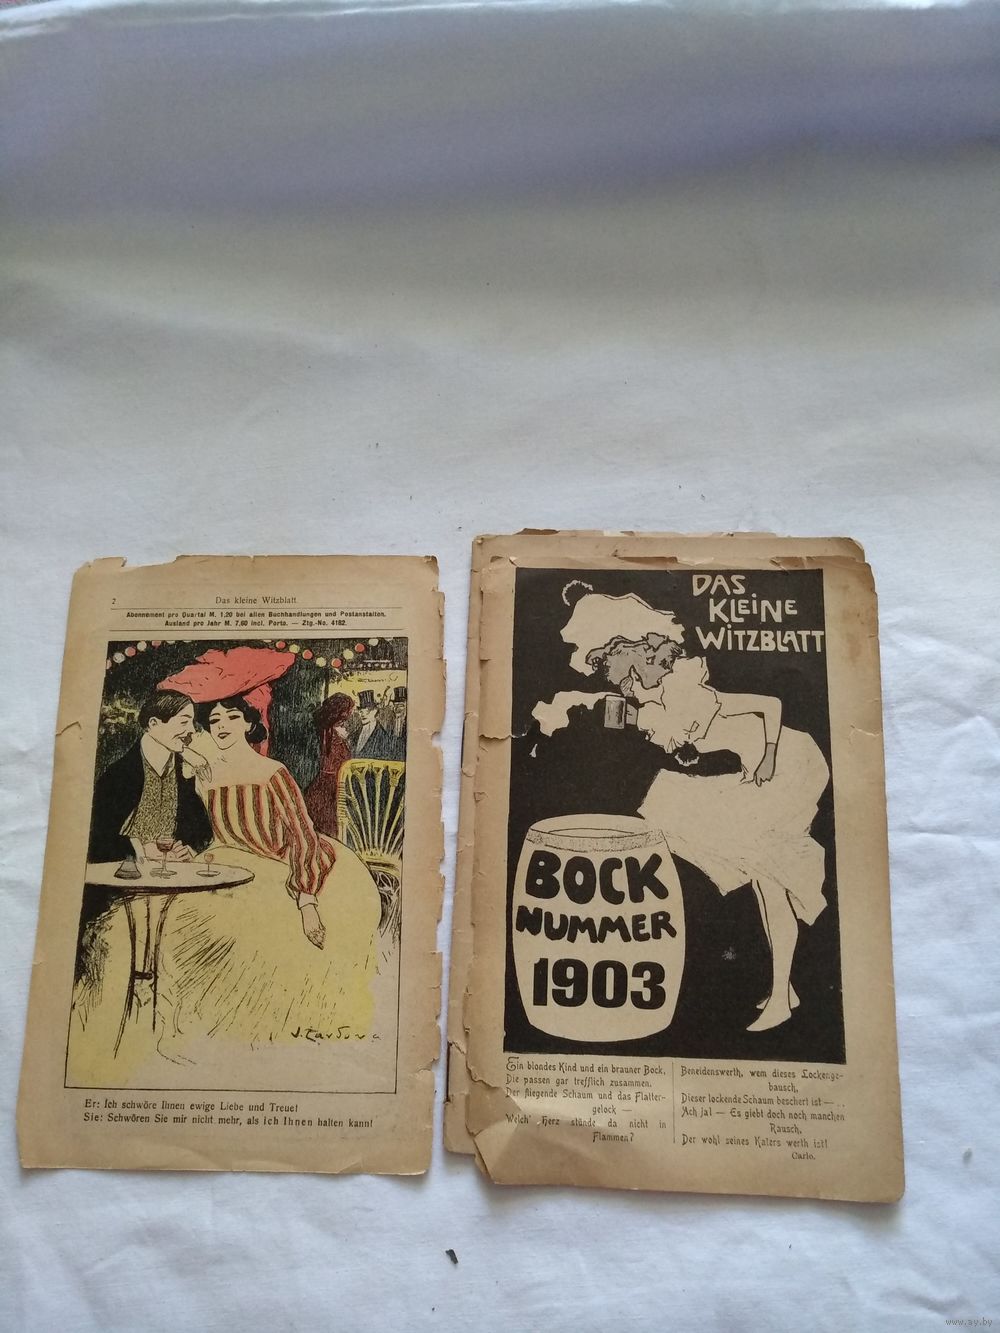 2
Das kleine Witzblatt.
Abonnement pro Quartal M. 1,20 bei allen Buchhandlungen und Postanstalten.
Ausland pro Jahr M. 7,60 incl. Porto. — Ztg.-No. 4182.
Er: Ich schwöre Ihnen ewige Liebe und Treue!
Sie: Schwören Sie mir nicht mehr, als ich Ihnen halten kann!
DAS
KLEINE
WITZBLATT
BOCK
NUMMER
1903
Ein blondes Kind und ein brauner Bock,
Die passen gar trefflich zusammen.
Der fliegende Schaum und das Flatter-
gelock —
Welch' Herz stünde da nicht in
Flammen?
Beneidenswerth, wem dieses Lockenge-
bausch,
Dieser lockende Schaum beschert ist — ..
Ach ja! — Es giebt doch noch manchen
Rausch,
Der wohl seines Katers werth ist!
Carlo.
www.ay.by